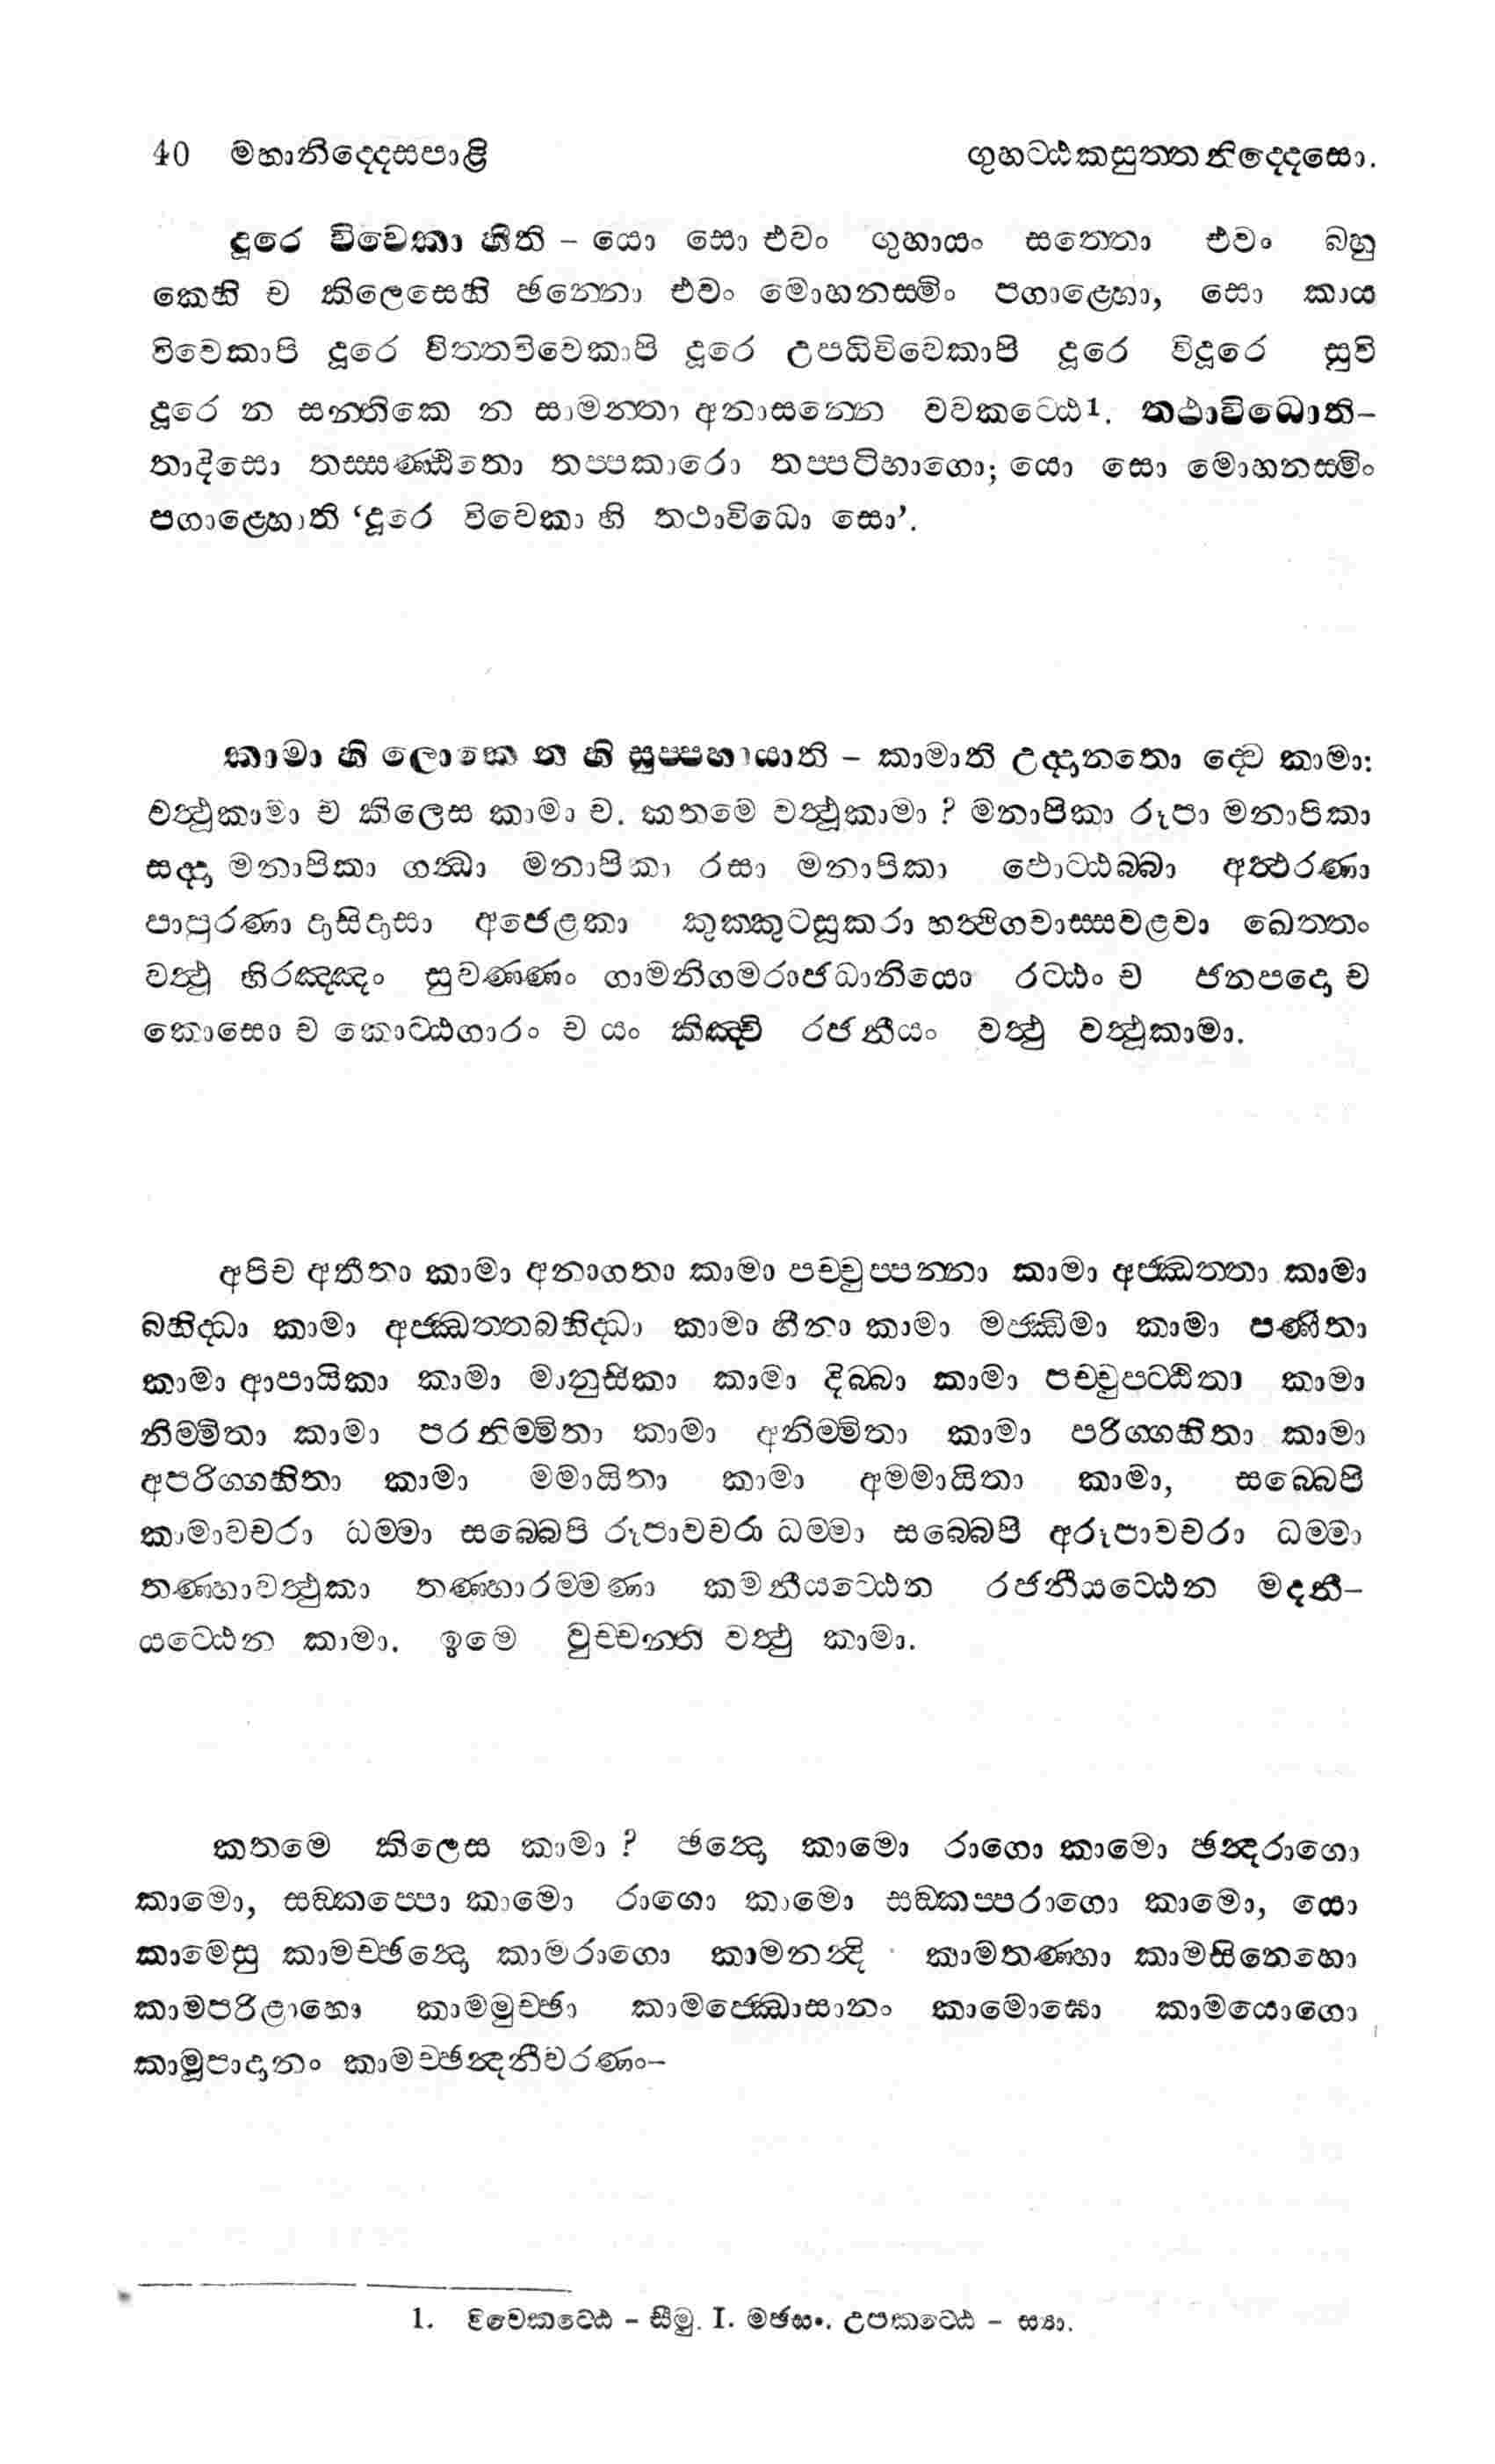 40 මහානිද්දෙසපාළි ගුහට්ඨකසුත්තනිද්දෙසො.
දූරෙ විවෙකා හීති – යො සො එවං ගුහායං සත්තො එවං බහු
කෙහි ච කිලෙසෙහි ඡන්නො එවං මොහනස්මිං පගාළ්හො, සො කාය
විවෙකාපි දූරෙ චිත්තවිවෙකාපි දූරෙ උපධිවිවෙකාපි දූරෙ විදූරෙ සුවි
දූරෙ න සන්තිකෙ න සාමන්තා අනාසන්නෙ වවකට්ඨෙ1. තථාවිධොති–
තාදිසො තස්සණ්ඨිතො තප්පකාරො තප්පටිභාගො; යො සො මොහනස්මිං
පගාළ්හොති ‘දූරෙ විවෙකා හි තථාවිධො සො’.
කාමා හි ලොකෙ න හි සුප්පහායාති – කාමාති උද්දානතො ද්වෙ කාමා:
වත්ථුකාමා ච කිලෙස කාමා ච. කතමෙ වත්ථුකාමා ? මනාපිකා රූපා මනාපිකා
සද්දා මනාපිකා ගන්ධා මනාපිකා රසා මනාපිකා ඵොට්ඨබ්බා අත්ථරණා
පාපුරණා දාසිදාසා අජෙළකා කුක්කුටසූකරා හත්ථිගවාස්සවළවා ඛෙත්තං
වත්ථු හිරඤ්ඤං සුවණ්ණං ගාමනිගමරාජධානියො රට්ඨං ච ජනපදො ච
කොසො ච කොට්ඨගාරං ච යං කිඤ්චි රජනීයං වත්ථු වත්ථුකාමා.
අපිච අතීතා කාමා අනාගතා කාමා පච්චුප්පන්නා කාමා අජ්ඣත්තා කාමා
බහිද්ධා කාමා අජ්ඣත්තබහිද්ධා කාමා හීනා කාමා මජ්ඣිමා කාමා පණීතා
කාමා ආපායිකා කාමා මානුසිකා කාමා දිබ්බා කාමා පච්චුපට්ඨිතා කාමා
නිම්මිතා කාමා පරනිම්මිතා කාමා අනිම්මිතා කාමා පරිග්ගහිතා කාමා
අපරිග්ගහිතා කාමා මමායිතා කාමා අමමායිතා කාමා, සබ්බෙපි
කාමාවචරා ධම්මා සබ්බෙපි රූපාවචරා ධම්මා සබ්බෙපි අරූපාවචරා ධම්මා
තණ්හාවත්ථුකා තණ්හාරම්මණා කමනීයට්ඨෙන රජනීයට්ඨෙන මදනී–
යට්ඨෙන කාමා. ඉමෙ වුච්චන්ති වත්ථු කාමා.
කතමෙ කිලෙස කාමා ? ඡන්දො කාමො රාගො කාමො ඡන්දරාගො
කාමො, සඞ්කප්පො කාමො රාගො කාමො සඞ්කප්පරාගො කාමො, යො
කාමෙසු කාමච්ඡන්දො කාමරාගො කාමනන්දි කාමතණ්හා කාමසිනෙහො
කාමපරිළාහො කාමමුච්ඡා කාමජ්ඣොසානං කාමොඝො කාමයොගො
කාමූපාදානං කාමච්ඡන්දනීවරණං–
1. විවෙකට්ඨෙ – සීමු. I. මඡසං. උපකට්ඨෙ – ස්‍යා.